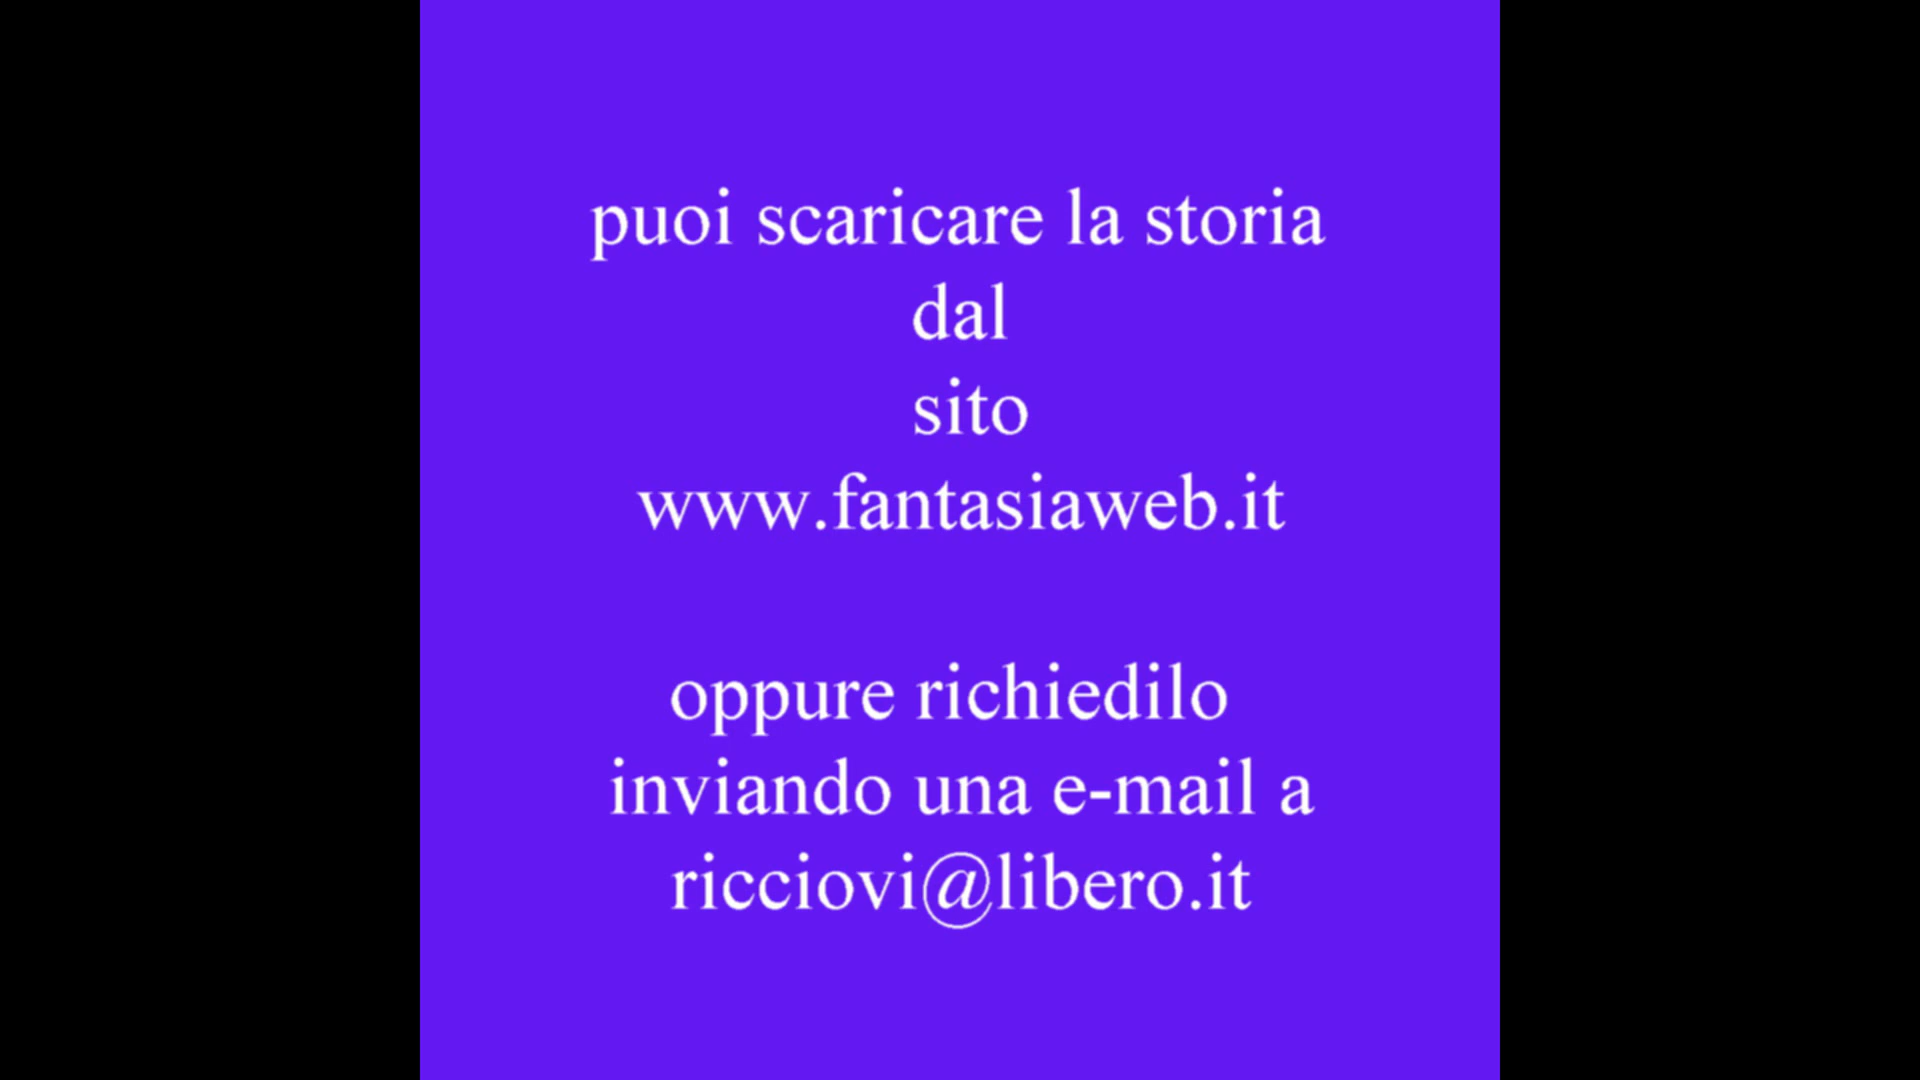 puoi scaricare la storia
dal
sito
www.fantasiaweb.it
oppure richiedilo
inviando una e-mail a
ricciovi@libero.it